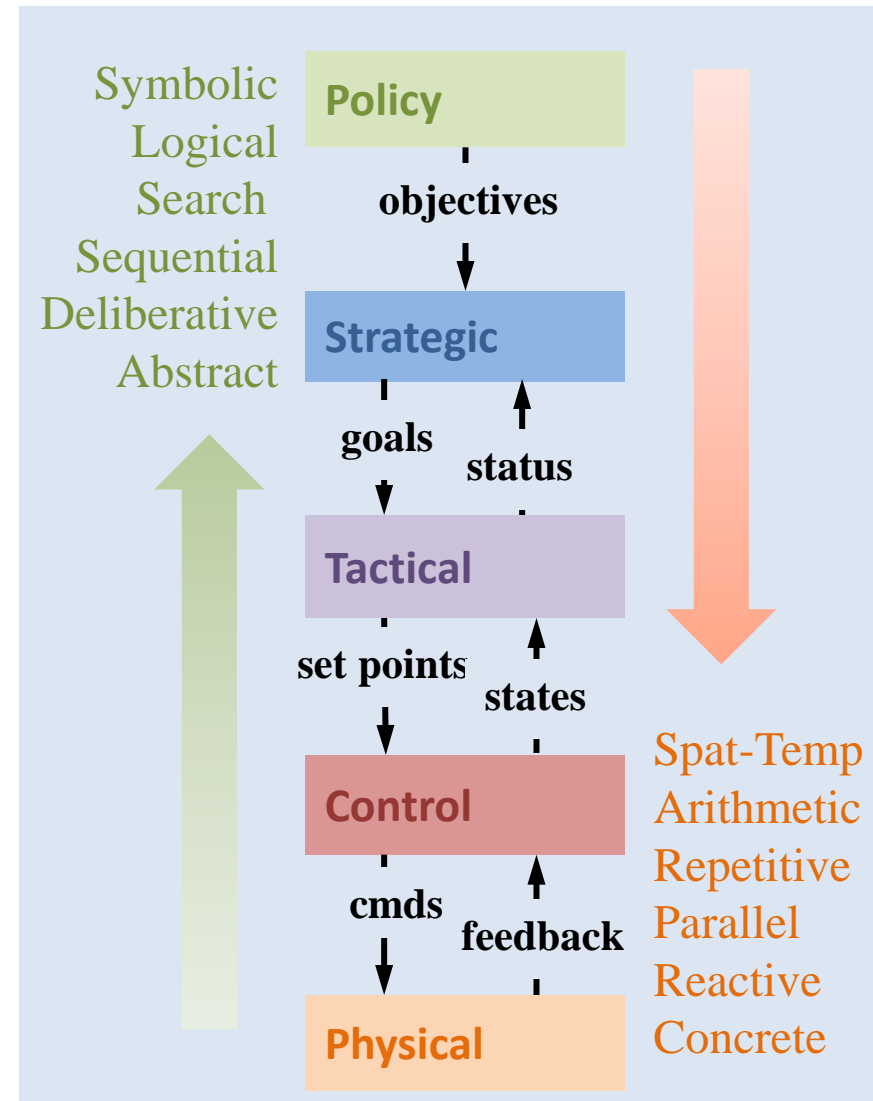 Symbolic
Logical
Search
Sequential
Deliberative
Abstract
Policy
objectives
Strategic
goals
status
Tactical
set points
states
Control
cmds
feedback
Physical
Spat-Temp
Arithmetic
Repetitive
Parallel
Reactive
Concrete